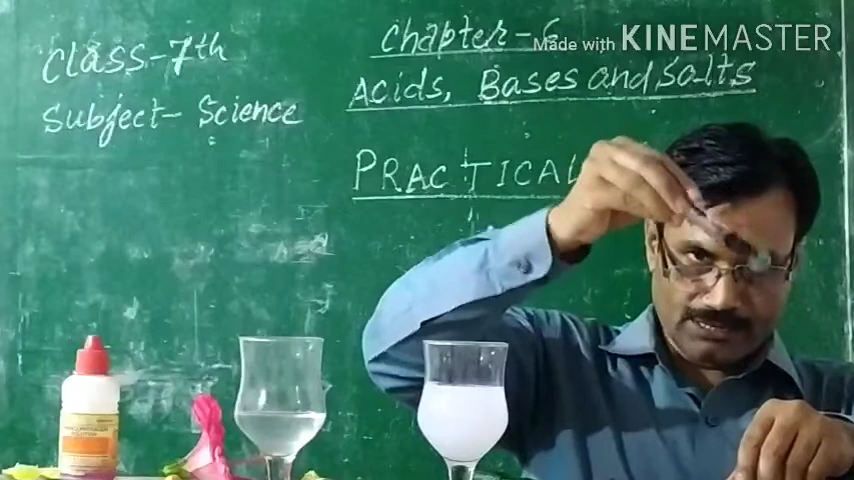 Class-7th
Subject- Science
Chapter-6
Made with KINEMASTER
Acids, Bases and Salts
PRACTICAL